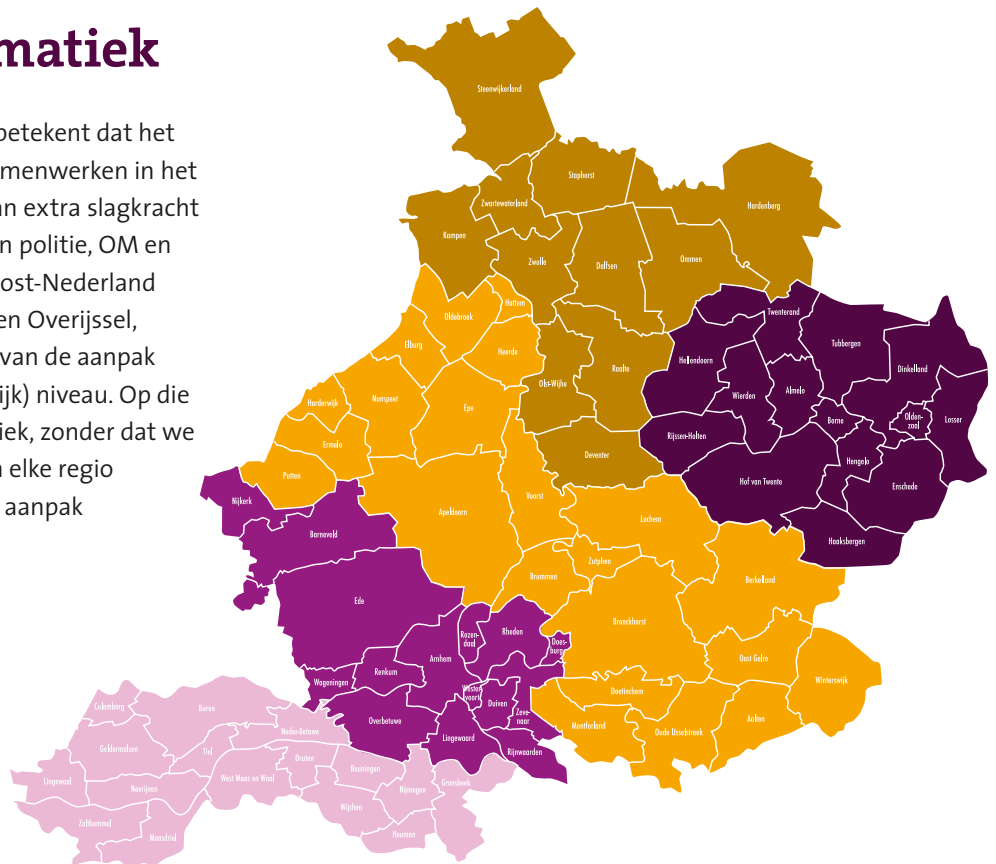 matiek
betekent dat het
menwerken in het
an extra slagkracht
n politie, OM en
ost-Nederland
en Overijssel,
van de aanpak
ijk) niveau. Op die
iek, zonder dat we
n elke regio
aanpak
Steenwijkerland
Staphorst
Hardenberg
Zwartewaterland
Kampen
Zwolle
Dalfsen
Ommen
Hattem
Oldebroek
Twenterand
Elburg
Heerde
Hellendoorn
Tubbergen
Dinkelland
Olst-Wijhe
Raalte
Nunspeet
Epe
Wierden
Almelo
Harderwijk
Borne
Olden-
zaal
Losser
Ermelo
Rijssen-Holten
Deventer
Hengelo
Putten
Hof van Twente
Enschede
Nijkerk
Voorst
Apeldoorn
Lochem
Barneveld
Haaksbergen
Zutphen
Brummen
Berkelland
Ede
Bronckhorst
Rozen-
daal
Rheden
Does-
burg
Arnhem
Oost Gelre
Renkum
Wageningen
Winterswijk
Wester-
voort
Doetinchem
Duiven
Zeve-
naar
Culemborg
Buren
Overbetuwe
Montferland
Aalten
Neder-Betuwe
Oude IJsselstreek
Lingewaard
Geldermalsen
Tiel
Rijnwaarden
Druten
Beuningen
Lingewaal
West Maas en Waal
Groesbeek
Neerijnen
Nijmegen
Wijchen
Zaltbommel
Maasdriel
Heumen